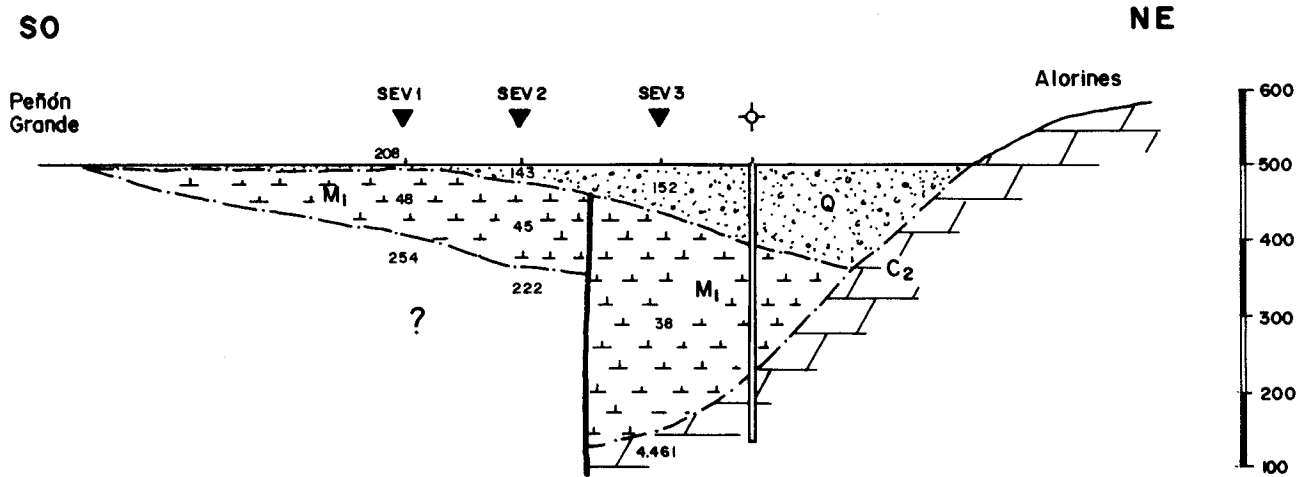 SO
NE
Peñón
Grande
SEV1
SEV2
SEV3
Alorines
600
500
400
300
200
100
208
143
152
Q
M1
48
45
254
222
C2
M1
38
?
4.461